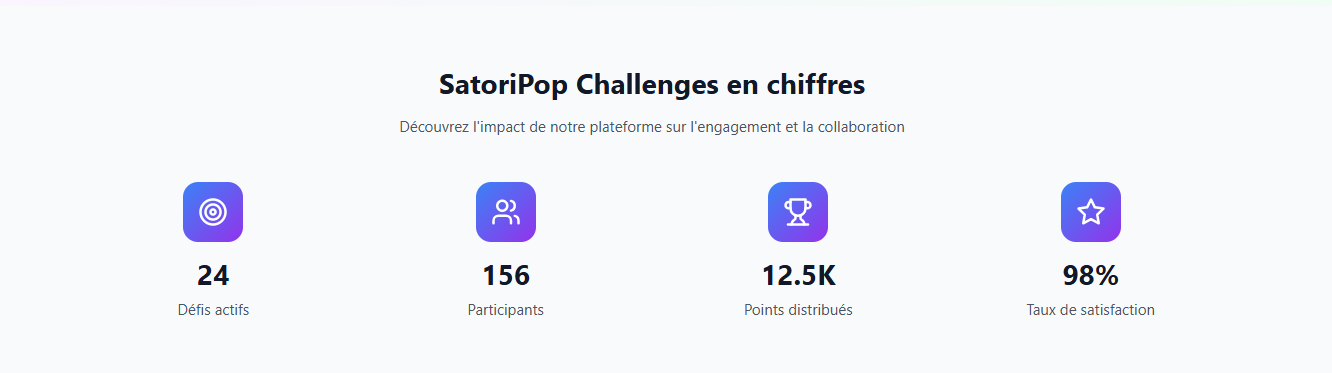 SatoriPop Challenges en chiffres
Découvrez l'impact de notre plateforme sur l'engagement et la collaboration
24
Défis actifs
156
Participants
12.5K
Points distribués
98%
Taux de satisfaction